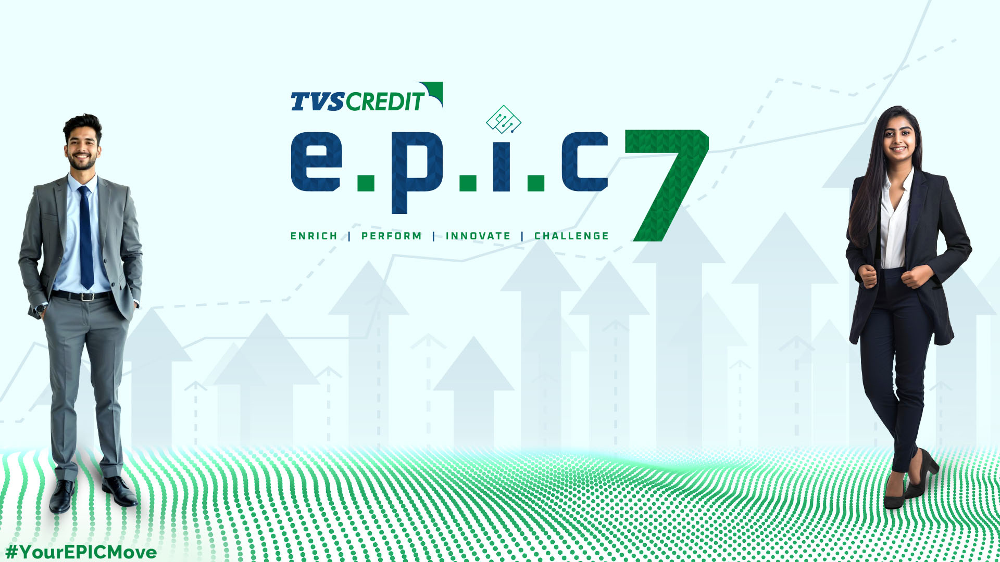 TVS CREDIT
e.p.i.c 7
ENRICH | PERFORM | INNOVATE | CHALLENGE
#YourEPICMove